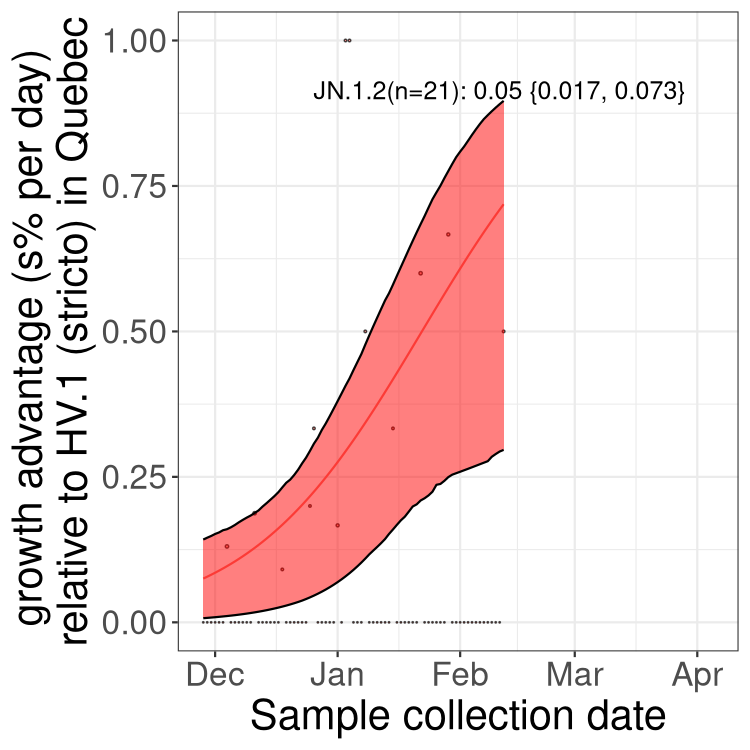 growth advantage (s% per day)
relative to HV.1 (stricto) in Quebec
1.00
0.75
0.50
0.25
0.00
JN.1.2(n=21): 0.05 {0.017, 0.073}
Dec Jan Feb Mar Apr
Sample collection date